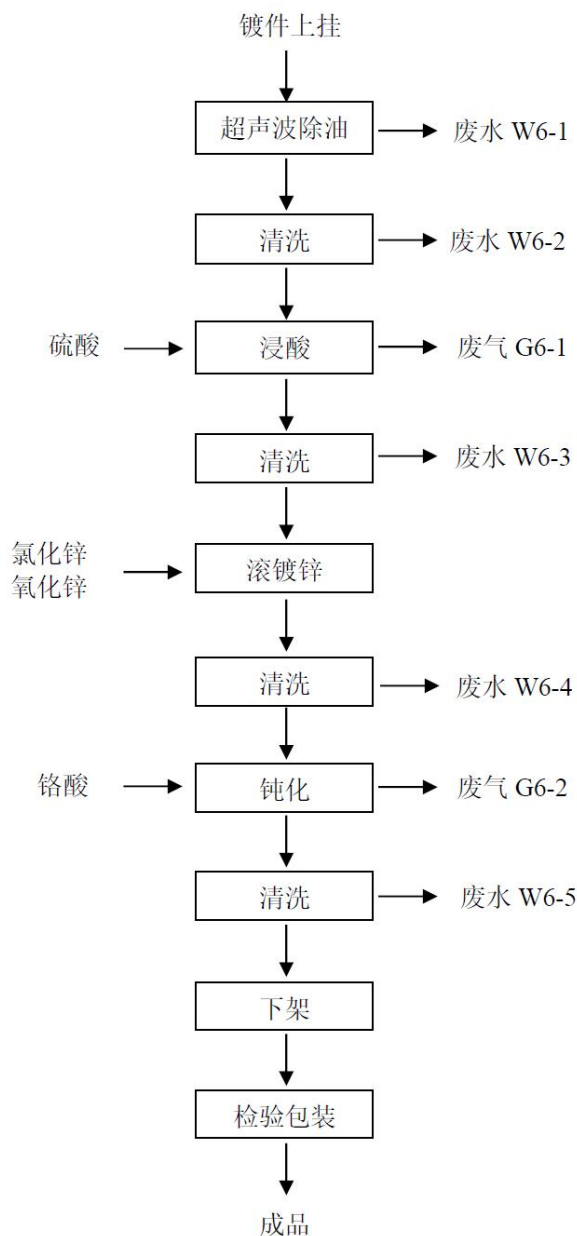 镀件上挂
超声波除油
废水 W6-1
清洗
废水 W6-2
硫酸
浸酸
废气 G6-1
清洗
废水 W6-3
氯化锌
氧化锌
滚镀锌
清洗
废水 W6-4
铬酸
钝化
废气 G6-2
清洗
废水 W6-5
下架
检验包装
成品